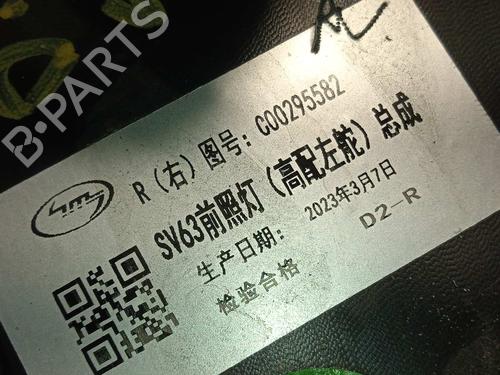 B-PARTS
AL
R（右）图号：C00295582
SV63前照灯（高配左舵）总成
生产日期：2023年3月7日
检验合格
D2-R